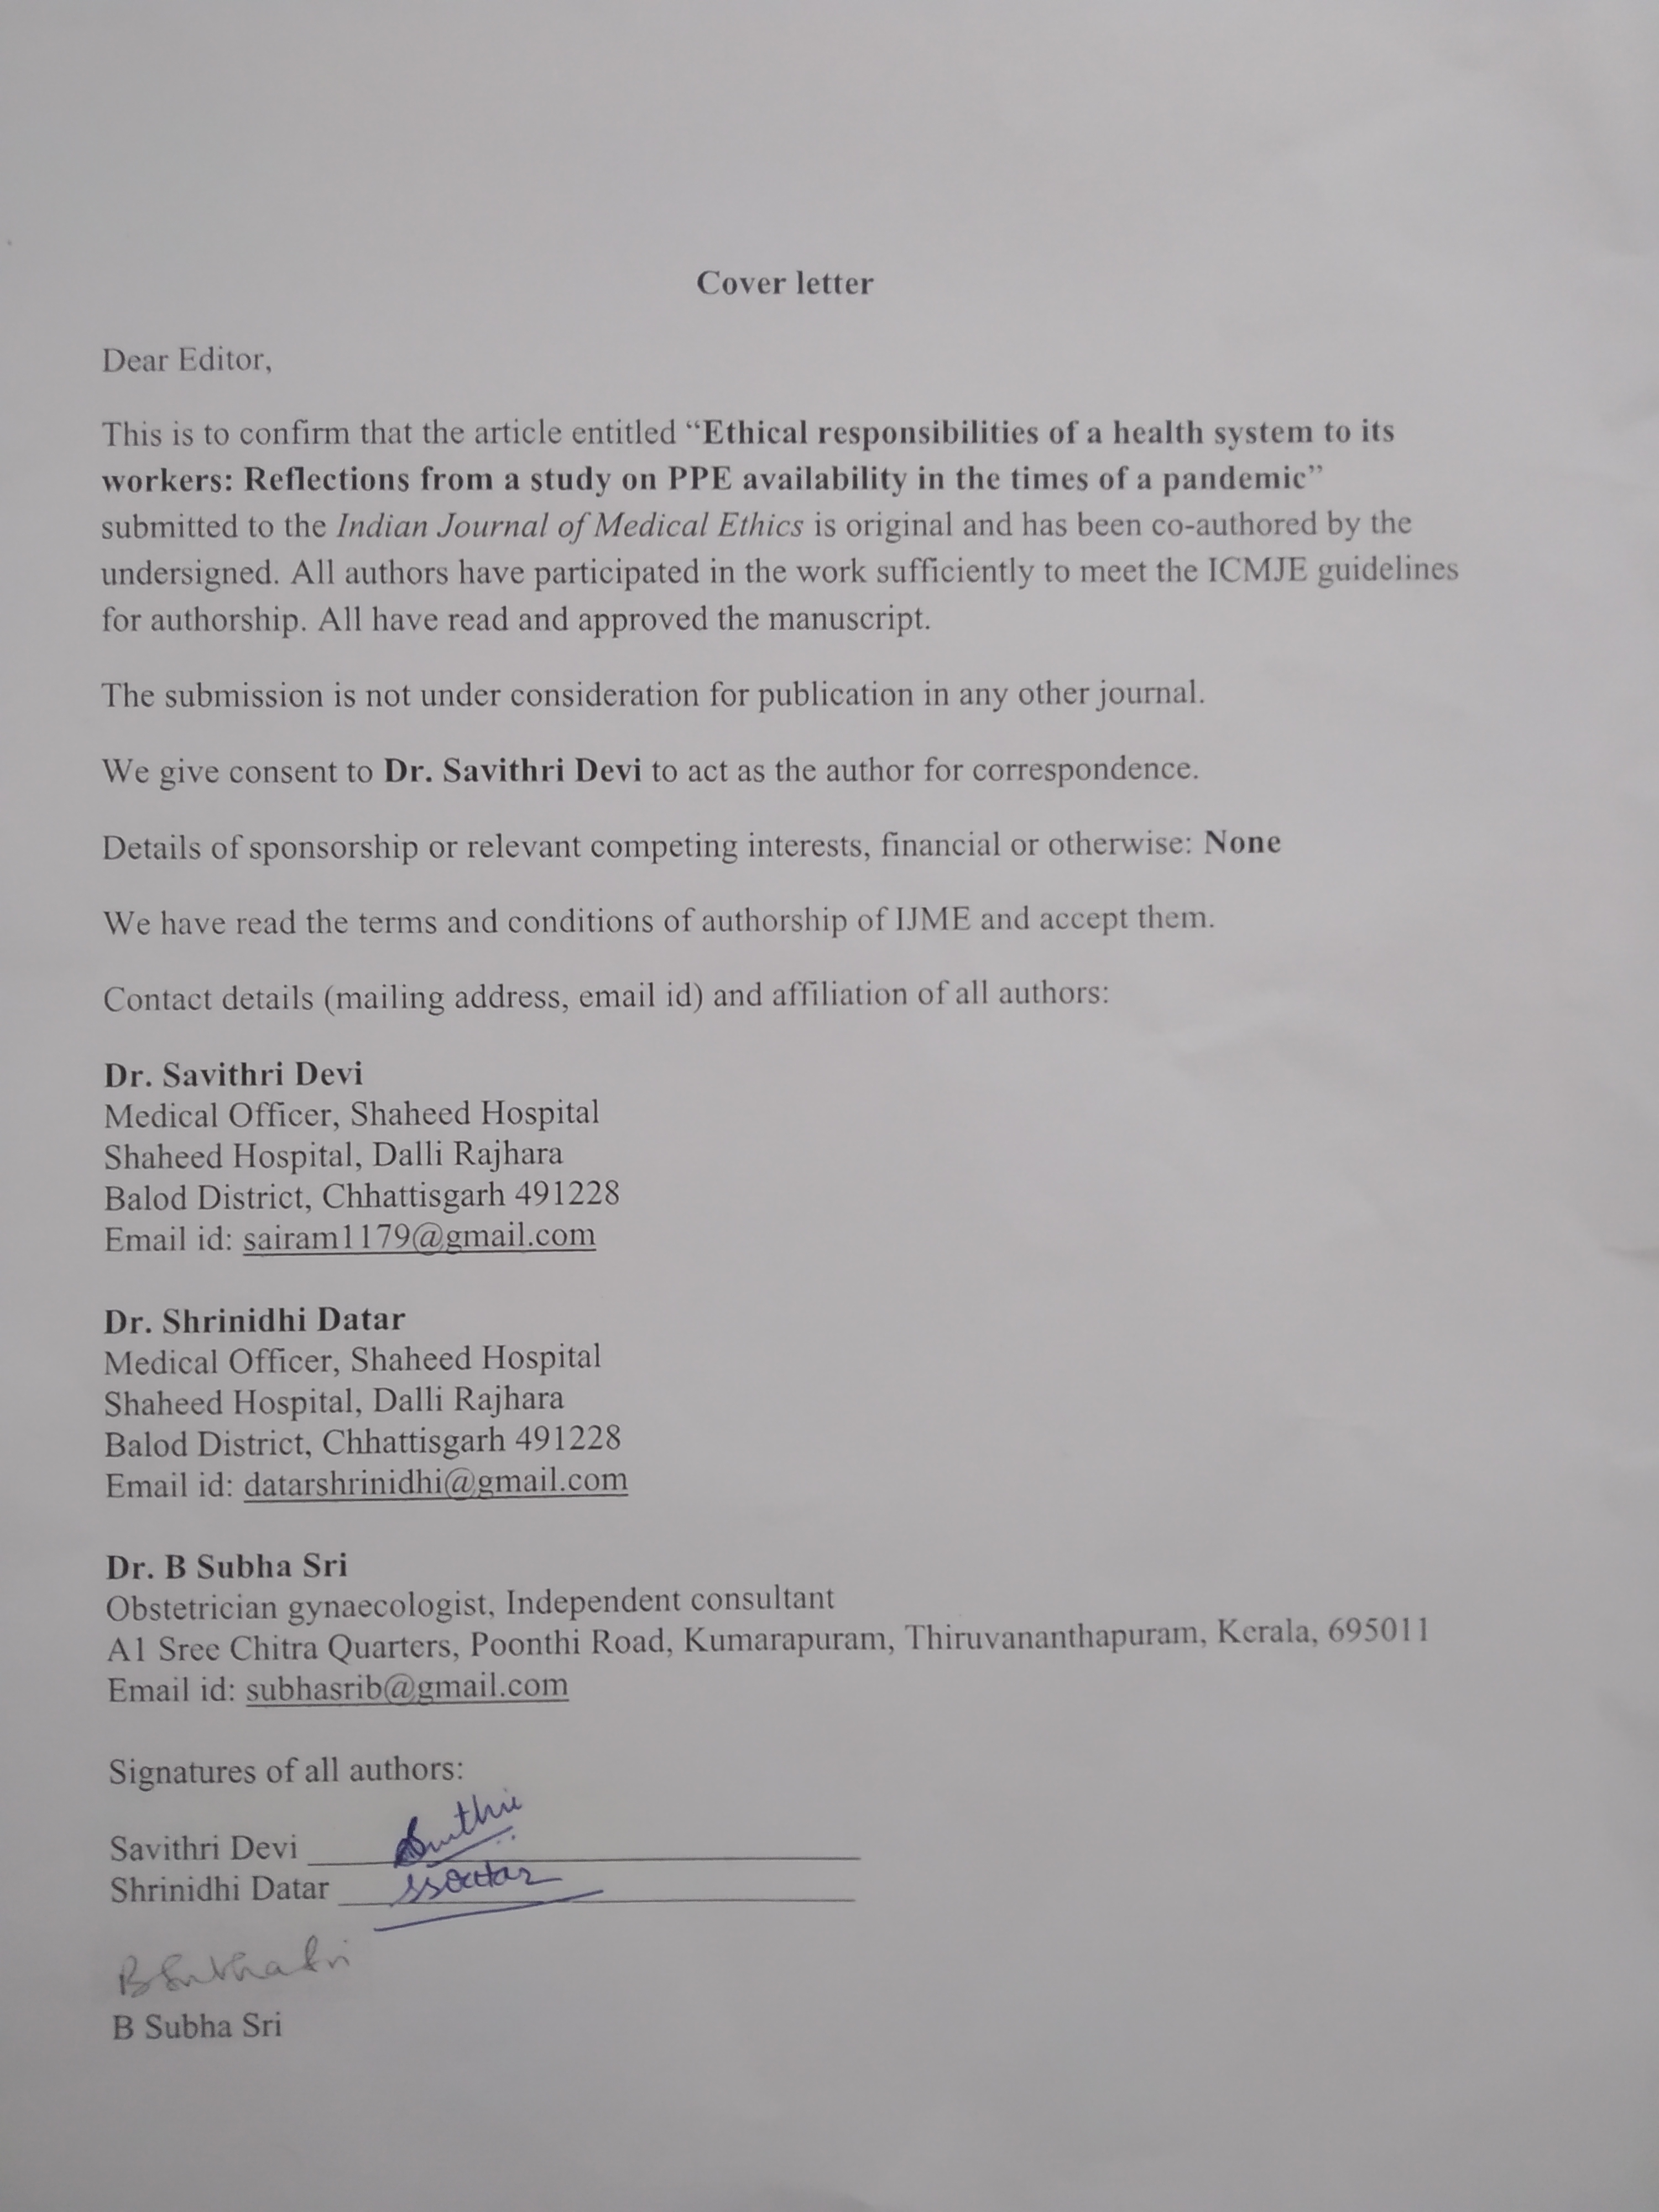 Cover letter
Dear Editor,
This is to confirm that the article entitled “Ethical responsibilities of a health system to its
workers: Reflections from a study on PPE availability in the times of a pandemic”
submitted to the Indian Journal of Medical Ethics is original and has been co-authored by the
undersigned. All authors have participated in the work sufficiently to meet the ICMJE guidelines
for authorship. All have read and approved the manuscript.
The submission is not under consideration for publication in any other journal.
We give consent to Dr. Savithri Devi to act as the author for correspondence.
Details of sponsorship or relevant competing interests, financial or otherwise: None
We have read the terms and conditions of authorship of IJME and accept them.
Contact details (mailing address, email id) and affiliation of all authors:
Dr. Savithri Devi
Medical Officer, Shaheed Hospital
Shaheed Hospital, Dalli Rajhara
Balod District, Chhattisgarh 491228
Email id: sairam1179@gmail.com
Dr. Shrinidhi Datar
Medical Officer, Shaheed Hospital
Shaheed Hospital, Dalli Rajhara
Balod District, Chhattisgarh 491228
Email id: datarshrinidhi@gmail.com
Dr. B Subha Sri
Obstetrician gynaecologist, Independent consultant
A1 Sree Chitra Quarters, Poonthi Road, Kumarapuram, Thiruvananthapuram, Kerala, 695011
Email id: subhasrib@gmail.com
Signatures of all authors:
Savithri Devi
Shrinidhi Datar
B Subha Sri
B Subha Sri